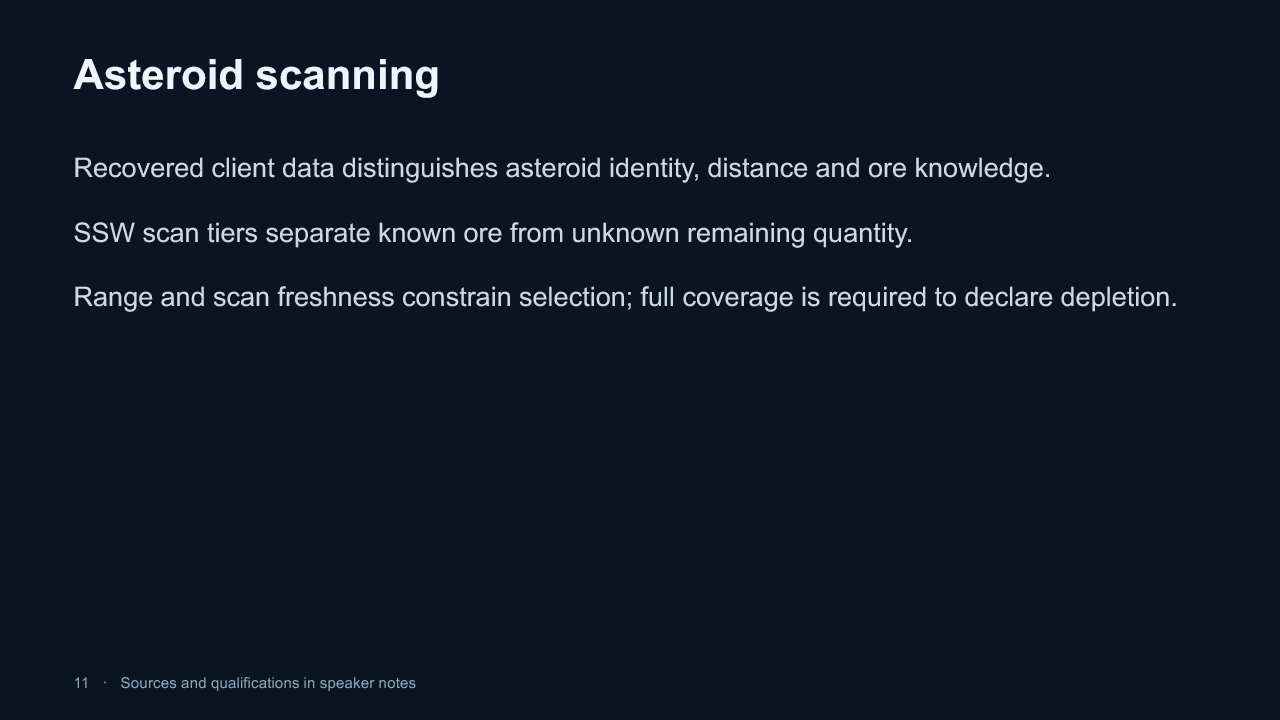 Asteroid scanning
Recovered client data distinguishes asteroid identity, distance and ore knowledge.
SSW scan tiers separate known ore from unknown remaining quantity.
Range and scan freshness constrain selection; full coverage is required to declare depletion.
11 · Sources and qualifications in speaker notes